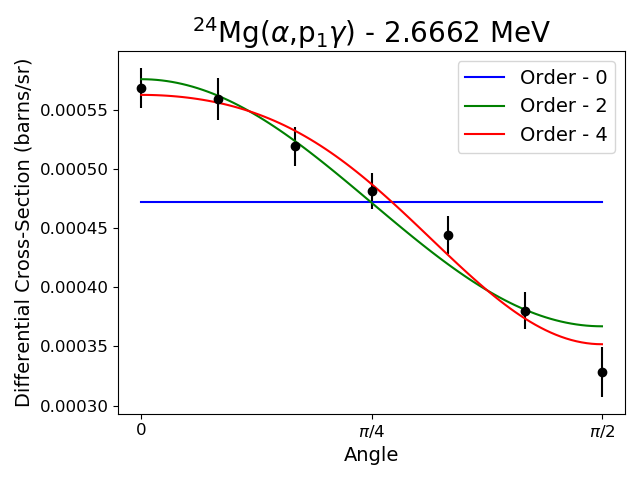 ²⁴Mg(α,p₁γ) - 2.6662 MeV
Order - 0
Order - 2
Order - 4
Differential Cross-Section (barns/sr)
0.00055
0.00050
0.00045
0.00040
0.00035
0.00030
0
π/4
π/2
Angle